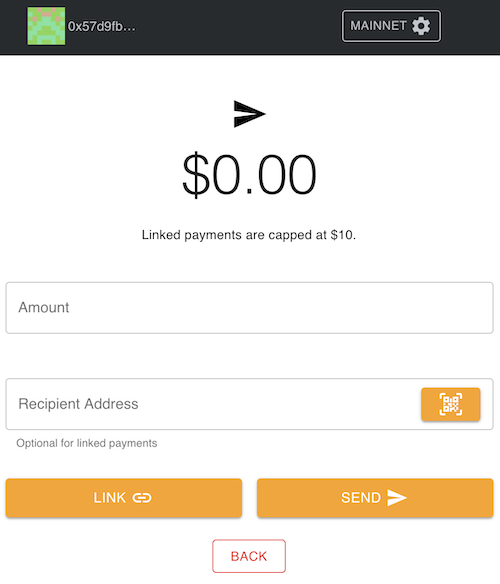 0x57d9fb...
MAINNET
$0.00
Linked payments are capped at $10.
Amount
Recipient Address
Optional for linked payments
LINK
SEND
BACK